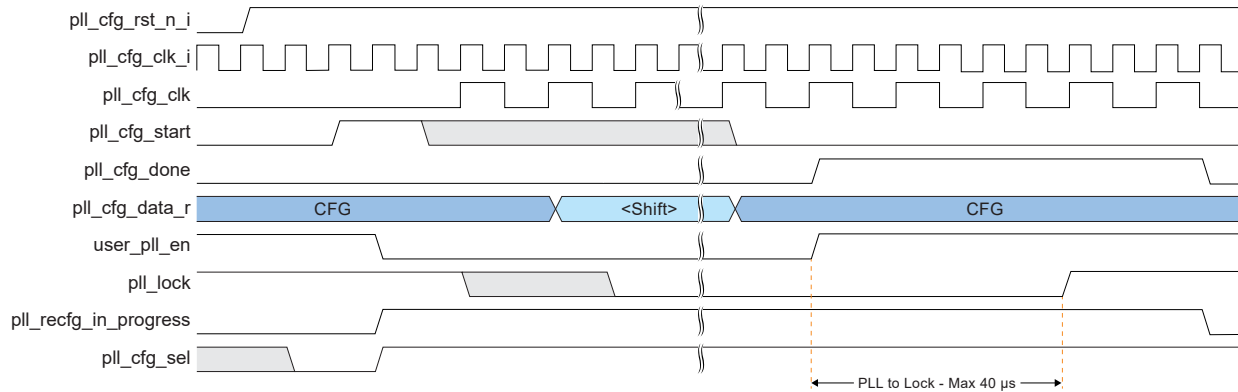 pll_cfg_rst_n_i
pll_cfg_clk_i
pll_cfg_clk
pll_cfg_start
pll_cfg_done
pll_cfg_data_r CFG <Shift> CFG
user_pll_en
pll_lock
pll_recfg_in_progress
pll_cfg_sel
PLL to Lock - Max 40 µs